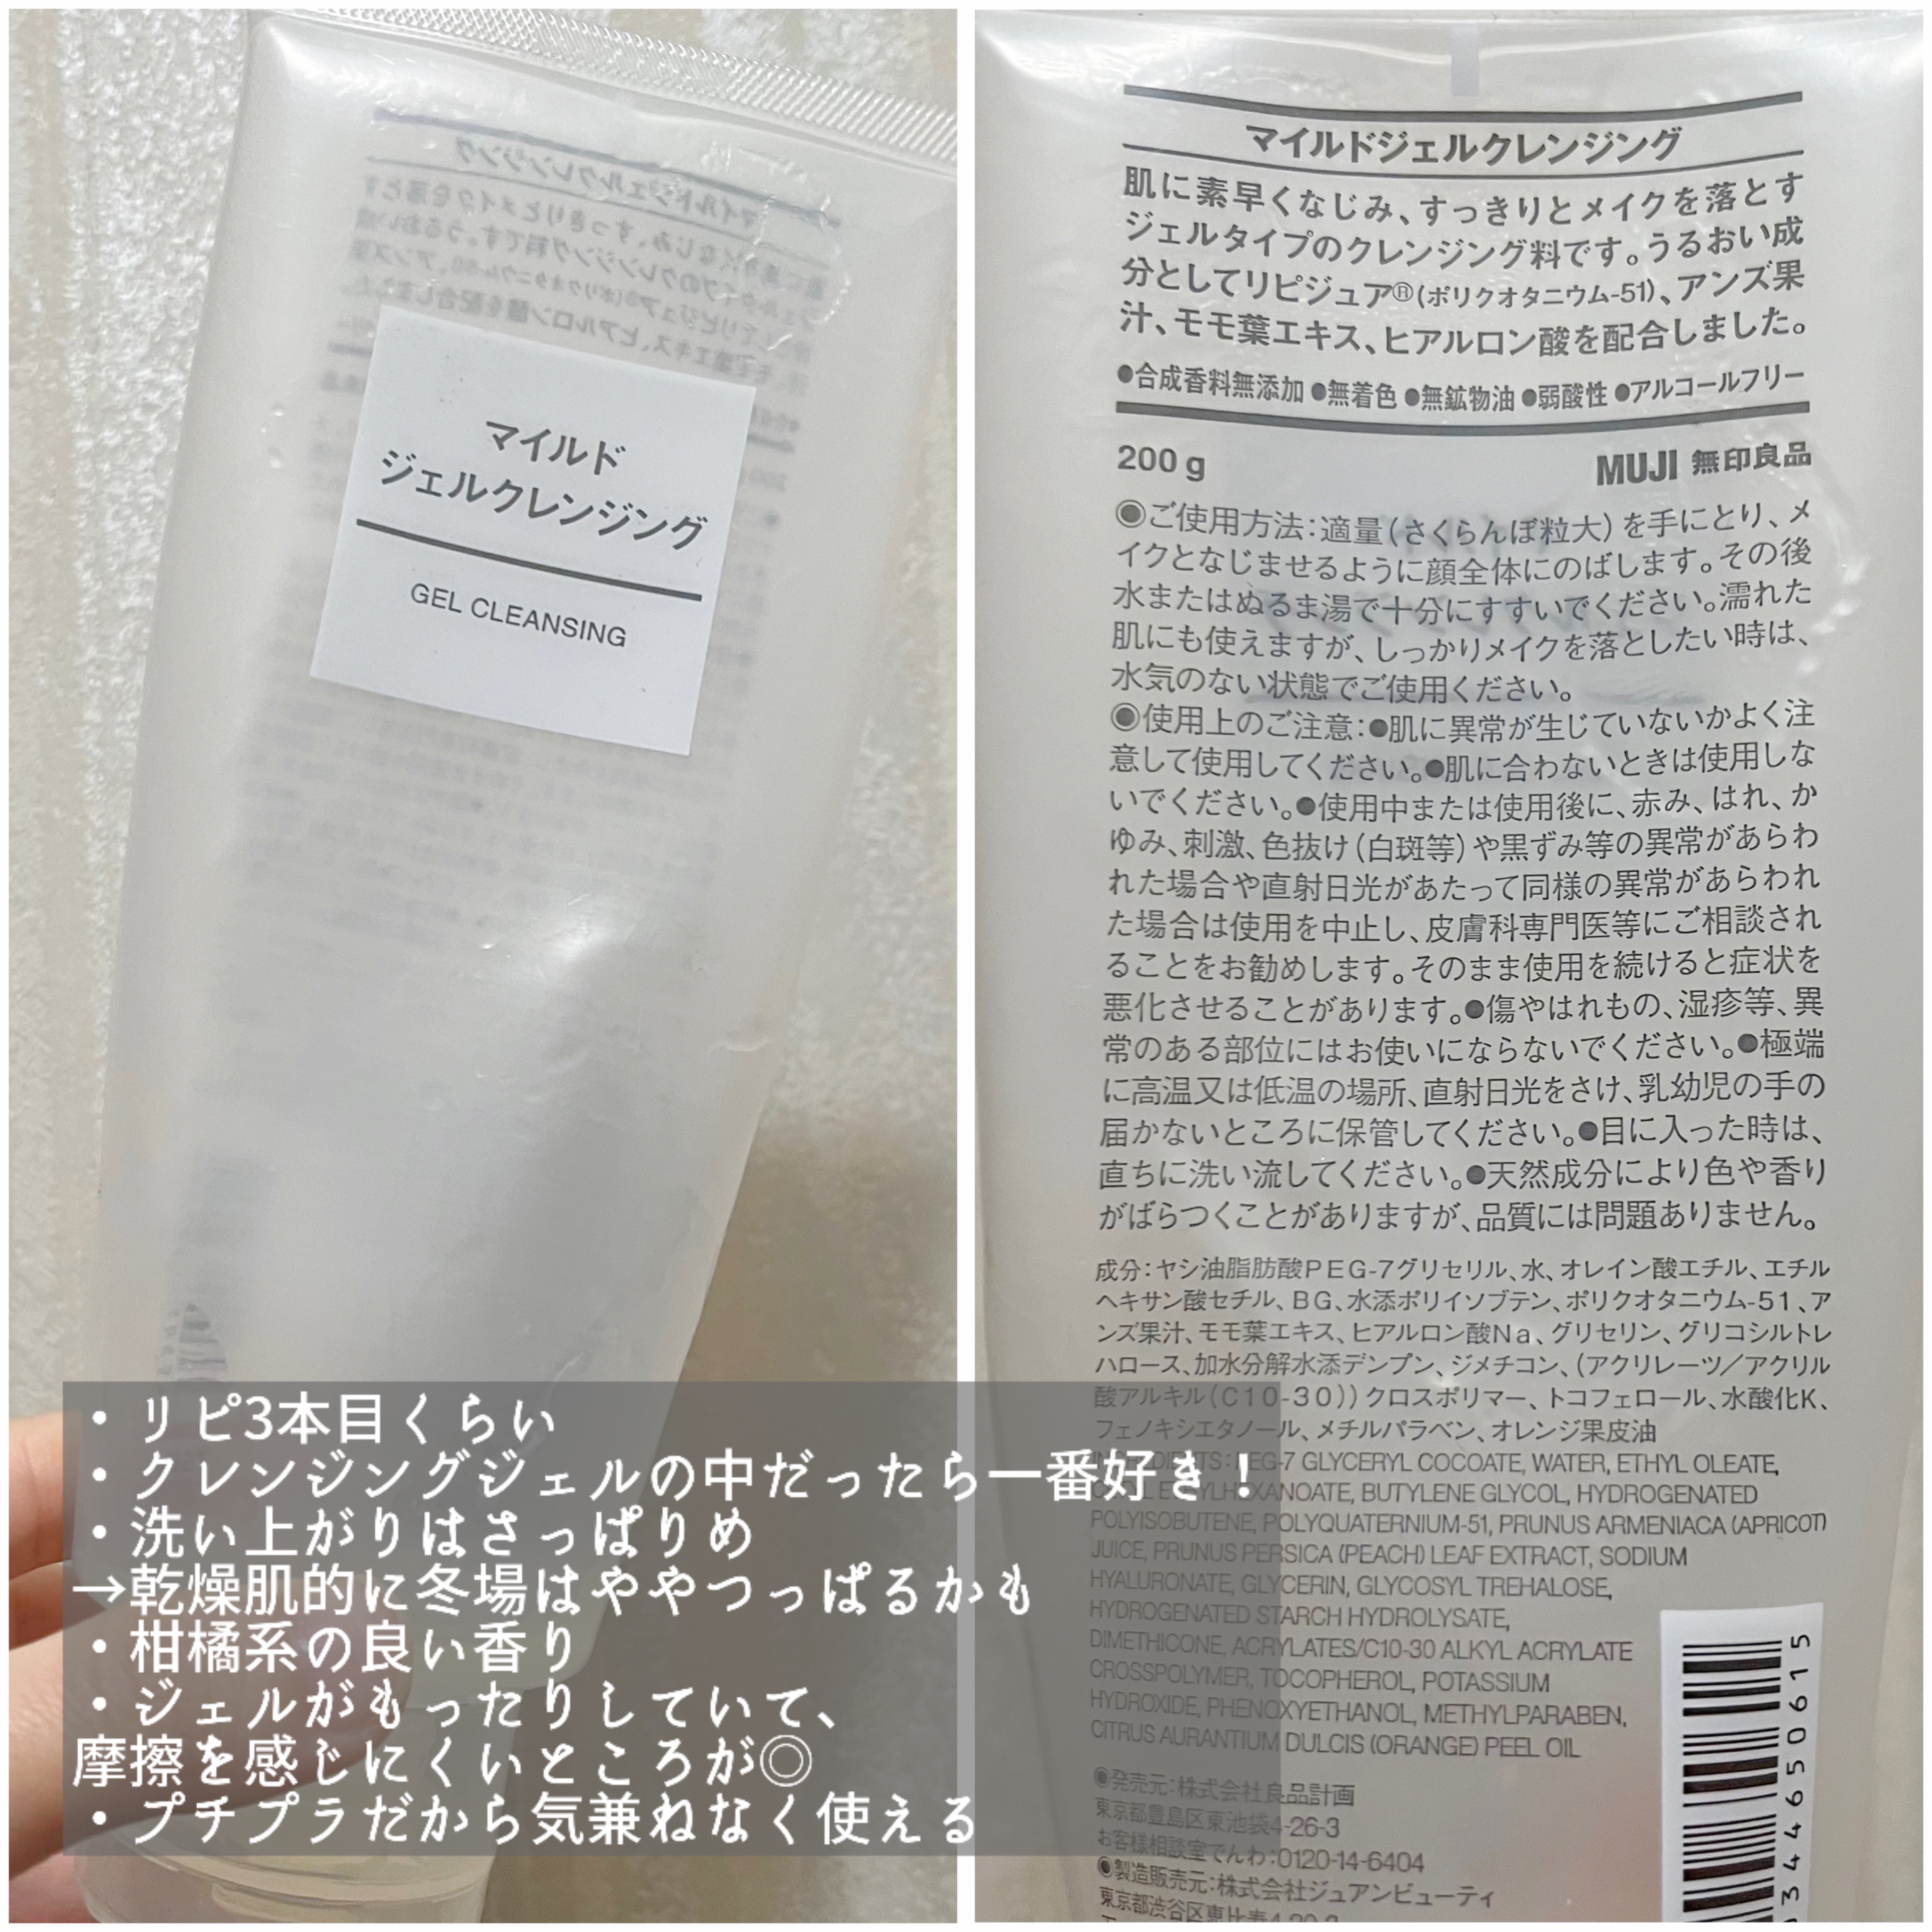 マイルド
ジェルクレンジング
GEL CLEANSING
・リピ3本目くらい
・クレンジングジェルの中だったら一番好き！
・洗い上がりはさっぱりめ
→乾燥肌的に冬場はややつっぱるかも
・柑橘系の良い香り
・ジェルがもったりしていて、
摩擦を感じにくいところが◎
・プチプラだから気兼ねなく使える
マイルドジェルクレンジング
肌に素早くなじみ、すっきりとメイクを落とす
ジェルタイプのクレンジング料です。うるおい成
分としてリピジュア®(ポリクオタニウム-51)、アンズ果
汁、モモ葉エキス、ヒアルロン酸を配合しました。
●合成香料無添加 ●無着色 ●無鉱物油 ●弱酸性 ●アルコールフリー
200g
MUJI 無印良品
◉ご使用方法：適量（さくらんぼ粒大）を手にとり、メ
イクとなじませるように顔全体にのばします。その後
水またはぬるま湯で十分にすすいでください。濡れた
肌にも使えますが、しっかりメイクを落としたい時は、
水気のない状態でご使用ください。
◉使用上のご注意：●肌に異常が生じていないかよく注
意して使用してください。●肌に合わないときは使用しな
いでください。●使用中または使用後に、赤み、はれ、か
ゆみ、刺激、色抜け（白斑等）や黒ずみ等の異常があらわ
れた場合や直射日光があたって同様の異常があらわれ
た場合は使用を中止し、皮膚科専門医等にご相談され
ることをお勧めします。そのまま使用を続けると症状を
悪化させることがあります。●傷やはれもの、湿疹等、異
常のある部位にはお使いにならないでください。●極端
に高温又は低温の場所、直射日光をさけ、乳幼児の手の
届かないところに保管してください。●目に入った時は、
直ちに洗い流してください。●天然成分により色や香り
がばらつくことがありますが、品質には問題ありません。
成分：ヤシ油脂肪酸PEG-7グリセリル、水、オレイン酸エチル、エチル
ヘキサン酸セチル、BG、水添ポリイソブテン、ポリクオタニウム-51、ア
ンズ果汁、モモ葉エキス、ヒアルロン酸Na、グリセリン、グリコシルトレ
ハロース、加水分解水添デンプン、ジメチコン、（アクリレーツ／アクリル
酸アルキル（C10-30））クロスポリマー、トコフェロール、水酸化K、
フェノキシエタノール、メチルパラベン、オレンジ果皮油
GLYCERYL COCOATE, WATER, ETHYL OLEATE,
BUTYLENE GLYCOL, HYDROGENATED
POLYISOBUTENE, POLYQUATERNIUM-51, PRUNUS ARMENIACA (APRICOT)
JUICE, PRUNUS PERSICA (PEACH) LEAF EXTRACT, SODIUM
HYALURONATE, GLYCERIN, GLYCOSYL TREHALOSE,
HYDROGENATED STARCH HYDROLYSATE,
DIMETHICONE, ACRYLATES/C10-30 ALKYL ACRYLATE
CROSSPOLYMER, TOCOPHEROL, POTASSIUM
HYDROXIDE, PHENOXYETHANOL, METHYLPARABEN,
CITRUS AURANTIUM DULCIS (ORANGE) PEEL OIL
◉発売元：株式会社良品計画
東京都豊島区東池袋4-26-3
お客様相談室でんわ：0120-14-6404
◉製造販売元：株式会社ジュアンビューティ
東京都渋谷区恵比寿
344650615